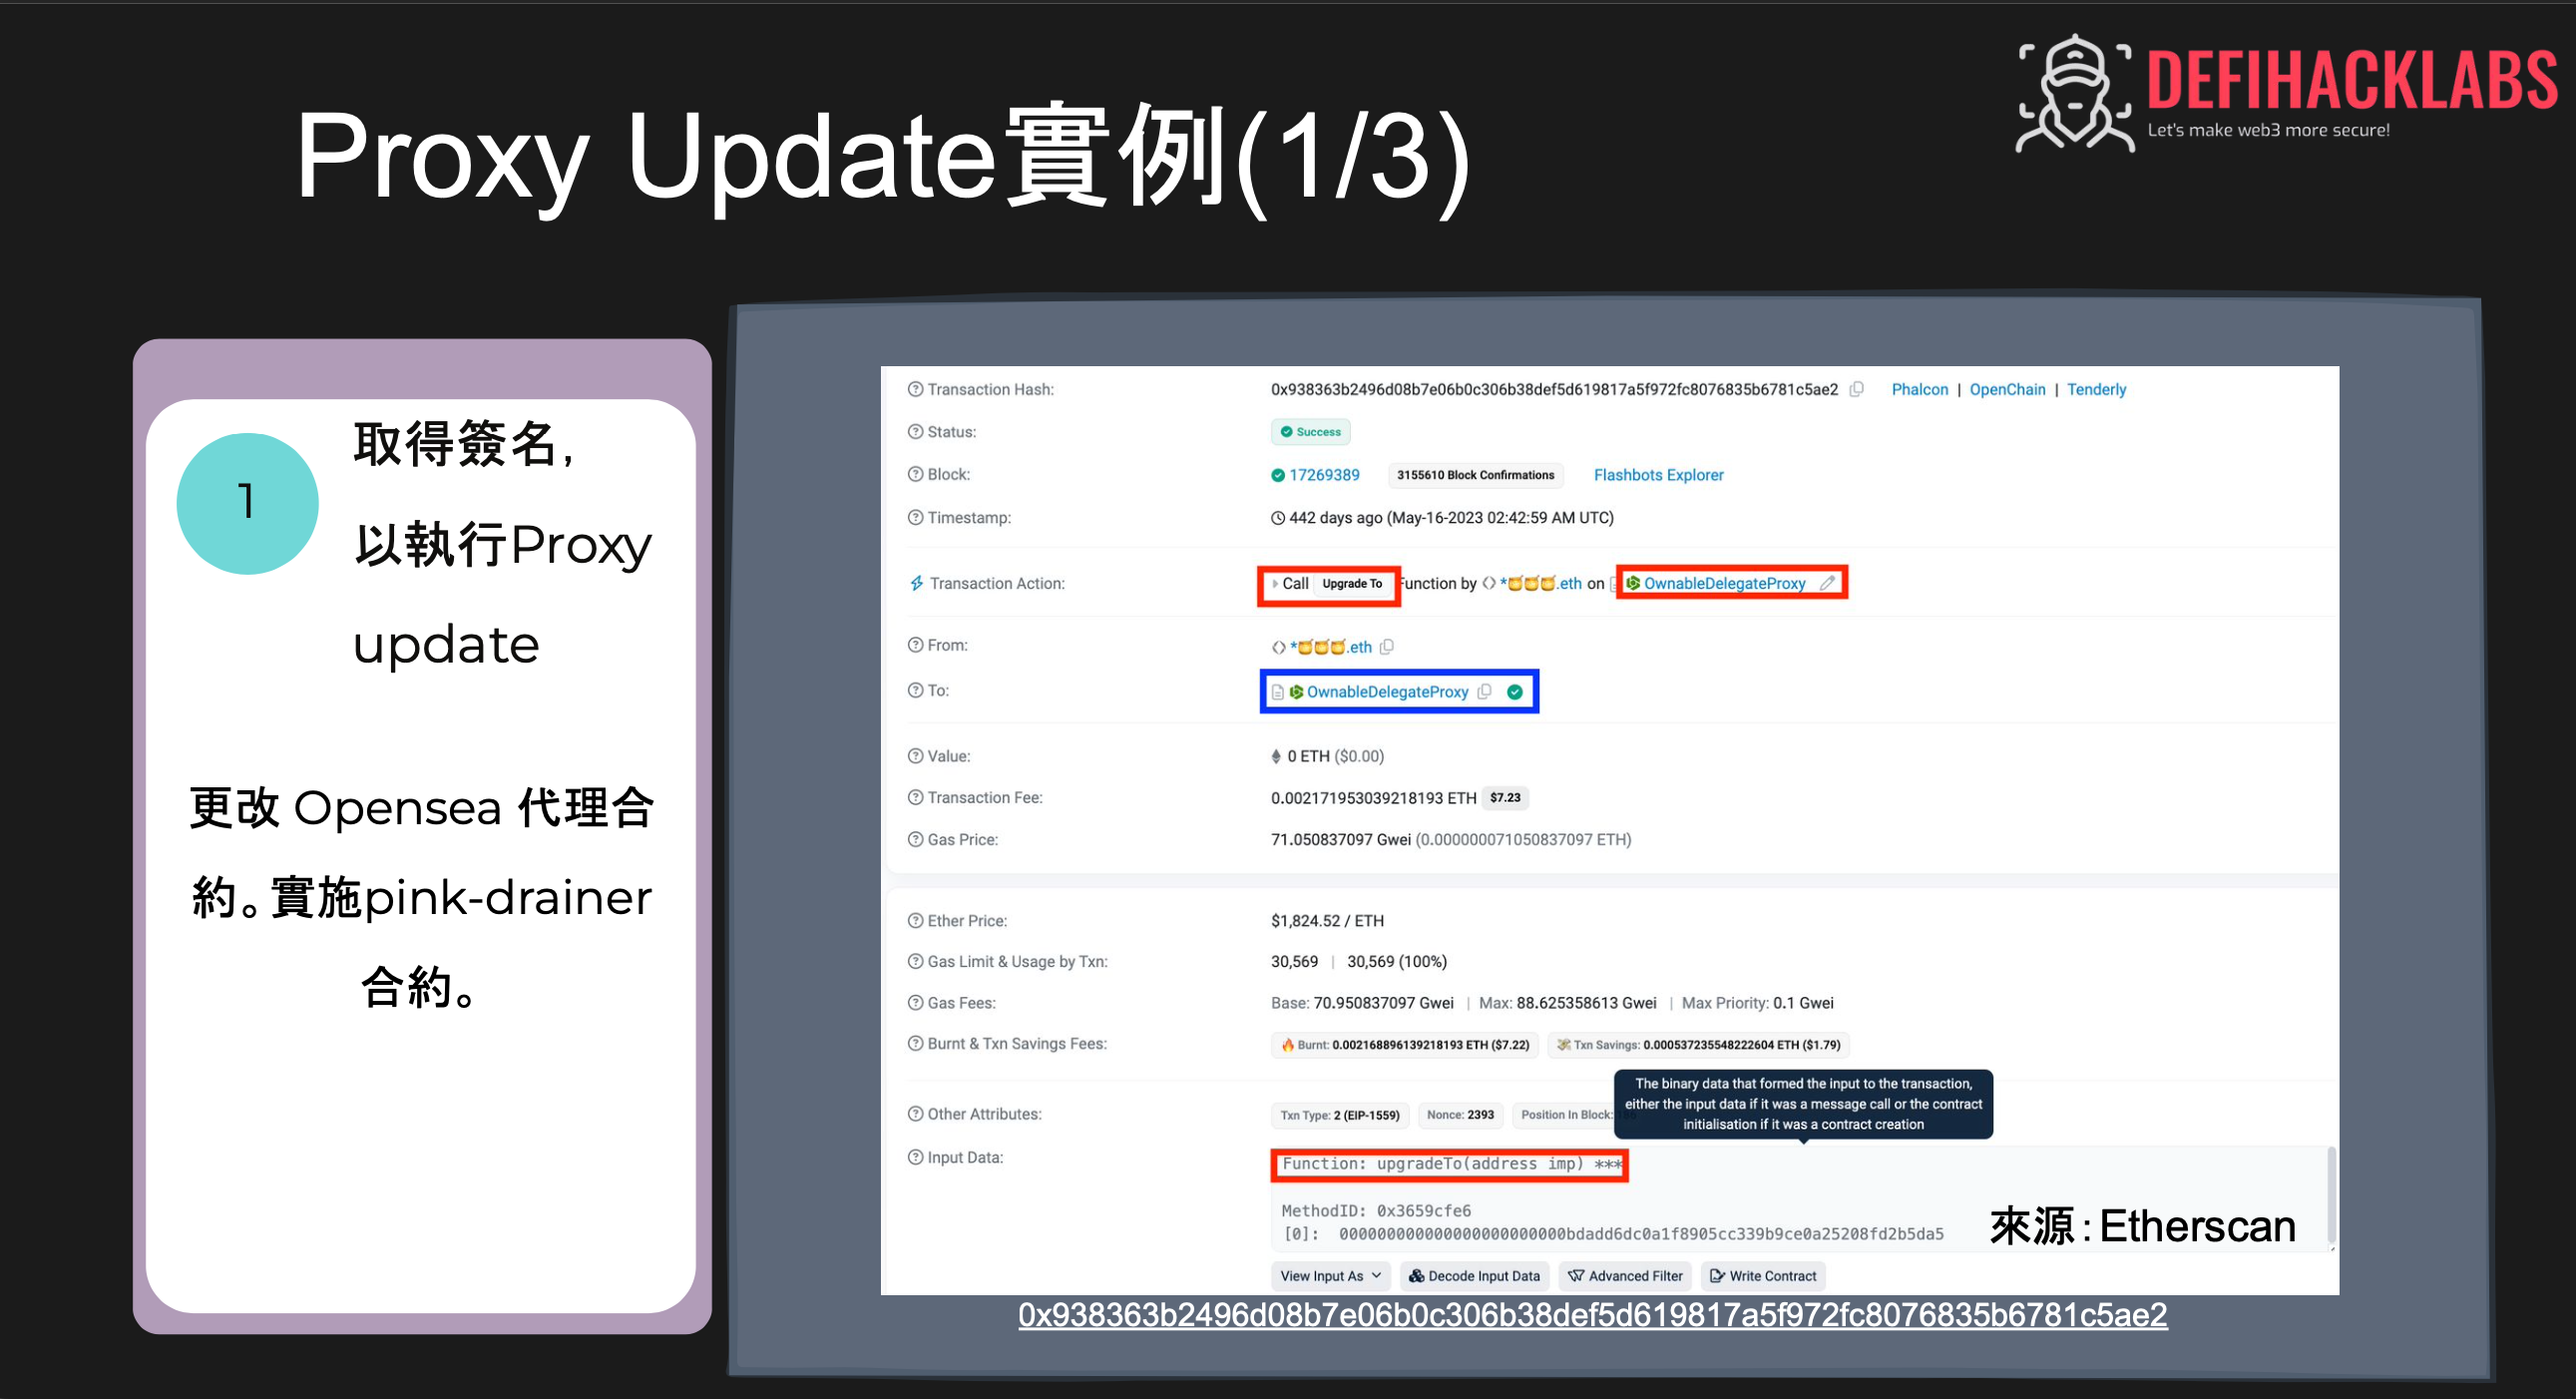 DEFIHACKLABS
Let's make web3 more secure!
Proxy Update實例(1/3)
1
取得簽名,
以執行Proxy
update
更改 Opensea 代理合
約。實施pink-drainer
合約。
Transaction Hash: 0x938363b2496d08b7e06b0c306b38def5d619817a5f972fc8076835b6781c5ae2 Phalcon | OpenChain | Tenderly
Status: Success
Block: 17269389 3155610 Block Confirmations Flashbots Explorer
Timestamp: 442 days ago (May-16-2023 02:42:59 AM UTC)
Transaction Action: Call Upgrade To Function by *🍯🍯🍯.eth on OwnableDelegateProxy
From: *🍯🍯🍯.eth
To: OwnableDelegateProxy
Value: 0 ETH ($0.00)
Transaction Fee: 0.002171953039218193 ETH $7.23
Gas Price: 71.050837097 Gwei (0.000000071050837097 ETH)
Ether Price: $1,824.52 / ETH
Gas Limit & Usage by Txn: 30,569 | 30,569 (100%)
Gas Fees: Base: 70.950837097 Gwei | Max: 88.625358613 Gwei | Max Priority: 0.1 Gwei
Burnt & Txn Savings Fees: 🔥 Burnt: 0.002168896139218193 ETH ($7.22) 💸 Txn Savings: 0.000537235548222604 ETH ($1.79)
The binary data that formed the input to the transaction,
either the input data if it was a message call or the contract
initialisation if it was a contract creation
Other Attributes: Txn Type: 2 (EIP-1559) Nonce: 2393 Position In Block:
Input Data: Function: upgradeTo(address imp) ***
MethodID: 0x3659cfe6
[0]: 000000000000000000000000bdadd6dc0a1f8905cc339b9ce0a25208fd2b5da5
來源：Etherscan
View Input As Decode Input Data Advanced Filter Write Contract
0x938363b2496d08b7e06b0c306b38def5d619817a5f972fc8076835b6781c5ae2